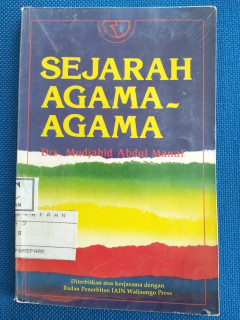 SEJARAH
AGAMA-
AGAMA
Drs. Mudjahid Abdul Manaf
Diterbitkan atas kerjasama dengan
Badan Penerbitan IAIN Walisongo Press